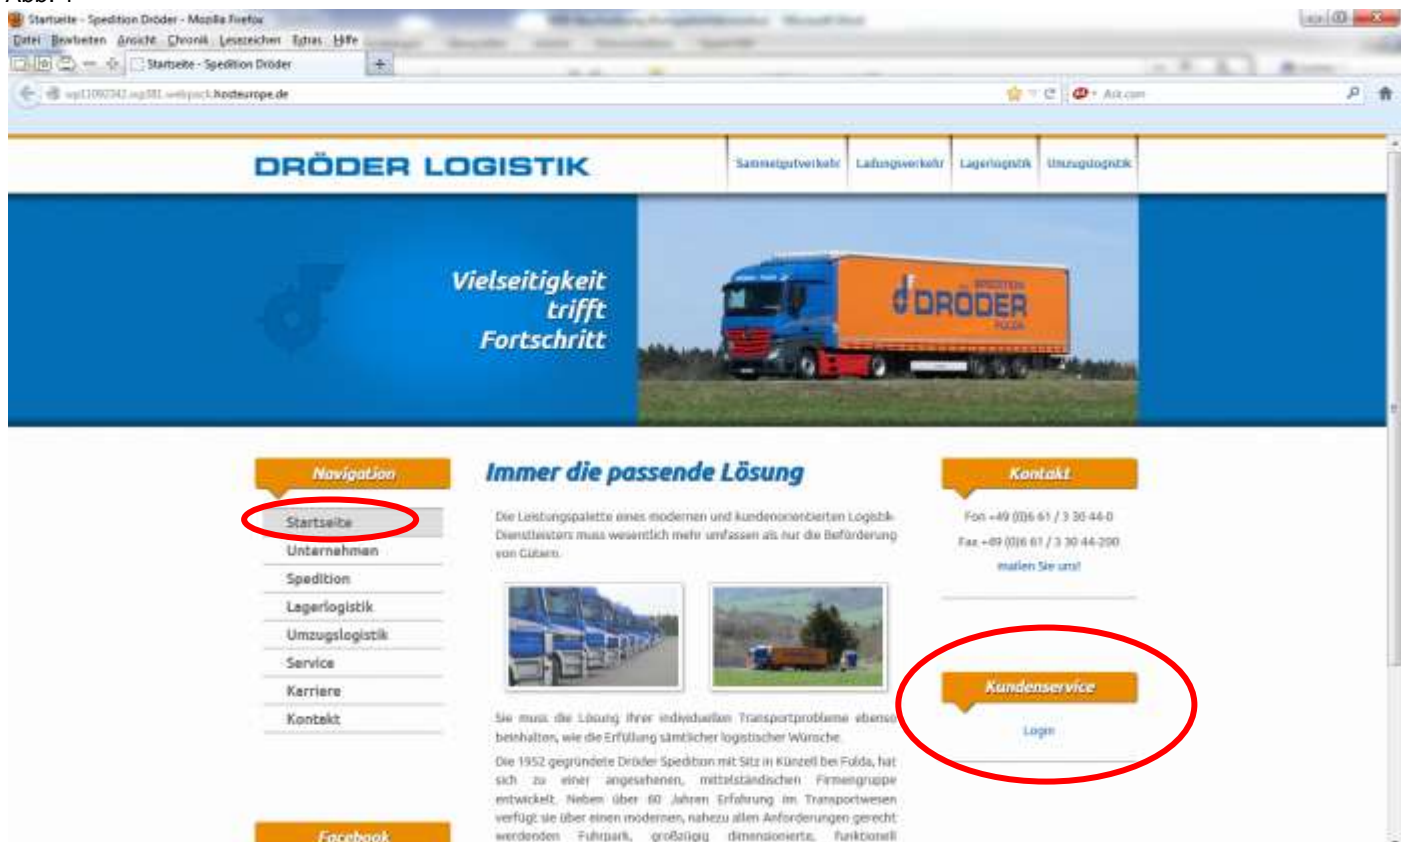 Startseite - Spedition Dröder - Mozilla Firefox
Datei Bearbeiten Ansicht Chronik Lesezeichen Extras Hilfe
Startseite - Spedition Dröder
hosteurope.de
Ask.com
DRÖDER LOGISTIK
Sammelgutverkehr
Ladungsverkehr
Lagerlogistik
Umzugslogistik
Vielseitigkeit
trifft
Fortschritt
SPEDITION
DRÖDER
FULDA
Navigation
Startseite
Unternehmen
Spedition
Lagerlogistik
Umzugslogistik
Service
Karriere
Kontakt
Facebook
Immer die passende Lösung
Die Leistungspalette eines modernen und kundenorientierten Logistik-
Dienstleisters muss wesentlich mehr umfassen als nur die Beförderung
von Gütern.
Sie muss die Lösung Ihrer individuellen Transportprobleme ebenso
beinhalten, wie die Erfüllung sämtlicher logistischer Wünsche.
Die 1952 gegründete Dröder Spedition mit Sitz in Künzell bei Fulda, hat
sich zu einer angesehenen, mittelständischen Firmengruppe
entwickelt. Neben über 60 Jahren Erfahrung im Transportwesen
verfügt sie über einen modernen, nahezu allen Anforderungen gerecht
werdenden Fuhrpark, großzügig dimensionierte, funktionell
Kontakt
Fon +49 (0)6 61 / 3 30 44-0
Fax +49 (0)6 61 / 3 30 44-200
mailen Sie uns!
Kundenservice
Login